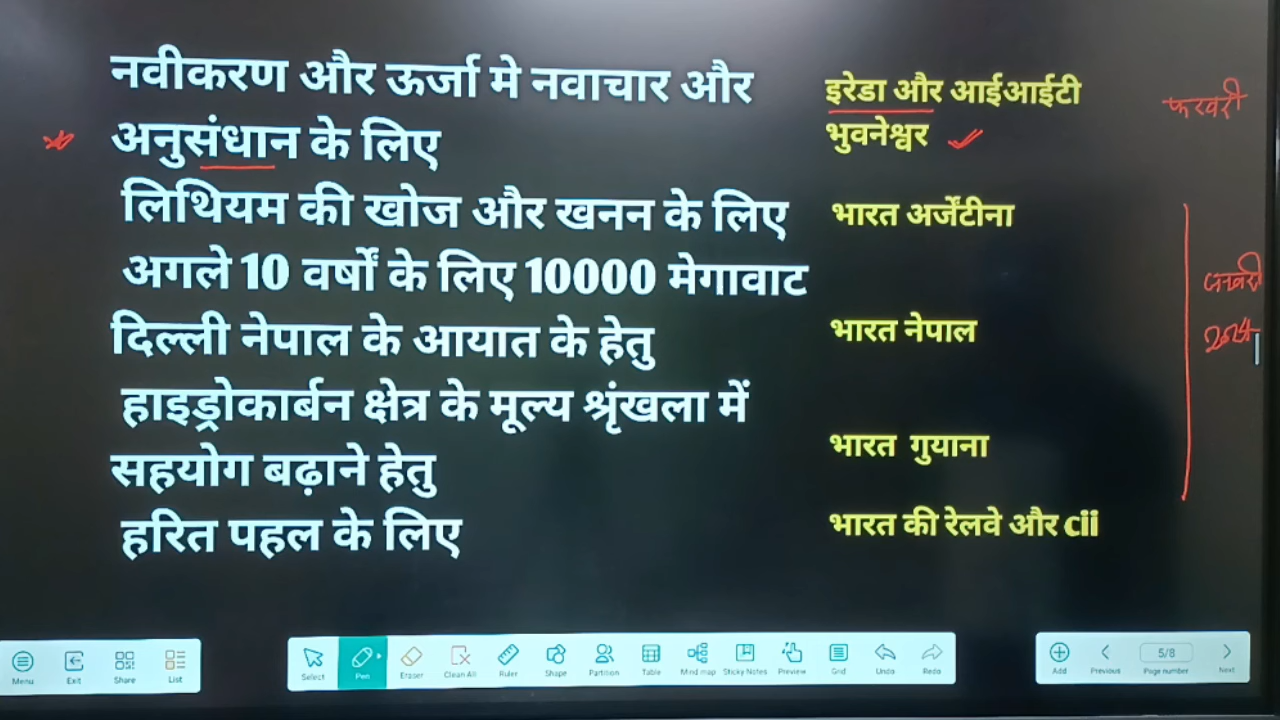 नवीकरण और ऊर्जा मे नवाचार और
अनुसंधान के लिए
इरेडा और आईआईटी
भुवनेश्वर
फरवरी
लिथियम की खोज और खनन के लिए
भारत अर्जेंटीना
अगले 10 वर्षों के लिए 10000 मेगावाट
दिल्ली नेपाल के आयात के हेतु
भारत नेपाल
जनवरी
हाइड्रोकार्बन क्षेत्र के मूल्य श्रृंखला में
सहयोग बढ़ाने हेतु
भारत गुयाना
हरित पहल के लिए
भारत की रेलवे और cii
Menu
Exit
Share
List
Select
Pen
Eraser
Clean All
Ruler
Shape
Partition
Table
Mind map
Sticky Notes
Preview
Grid
Undo
Redo
Add
Previous
5/8
Page number
Next